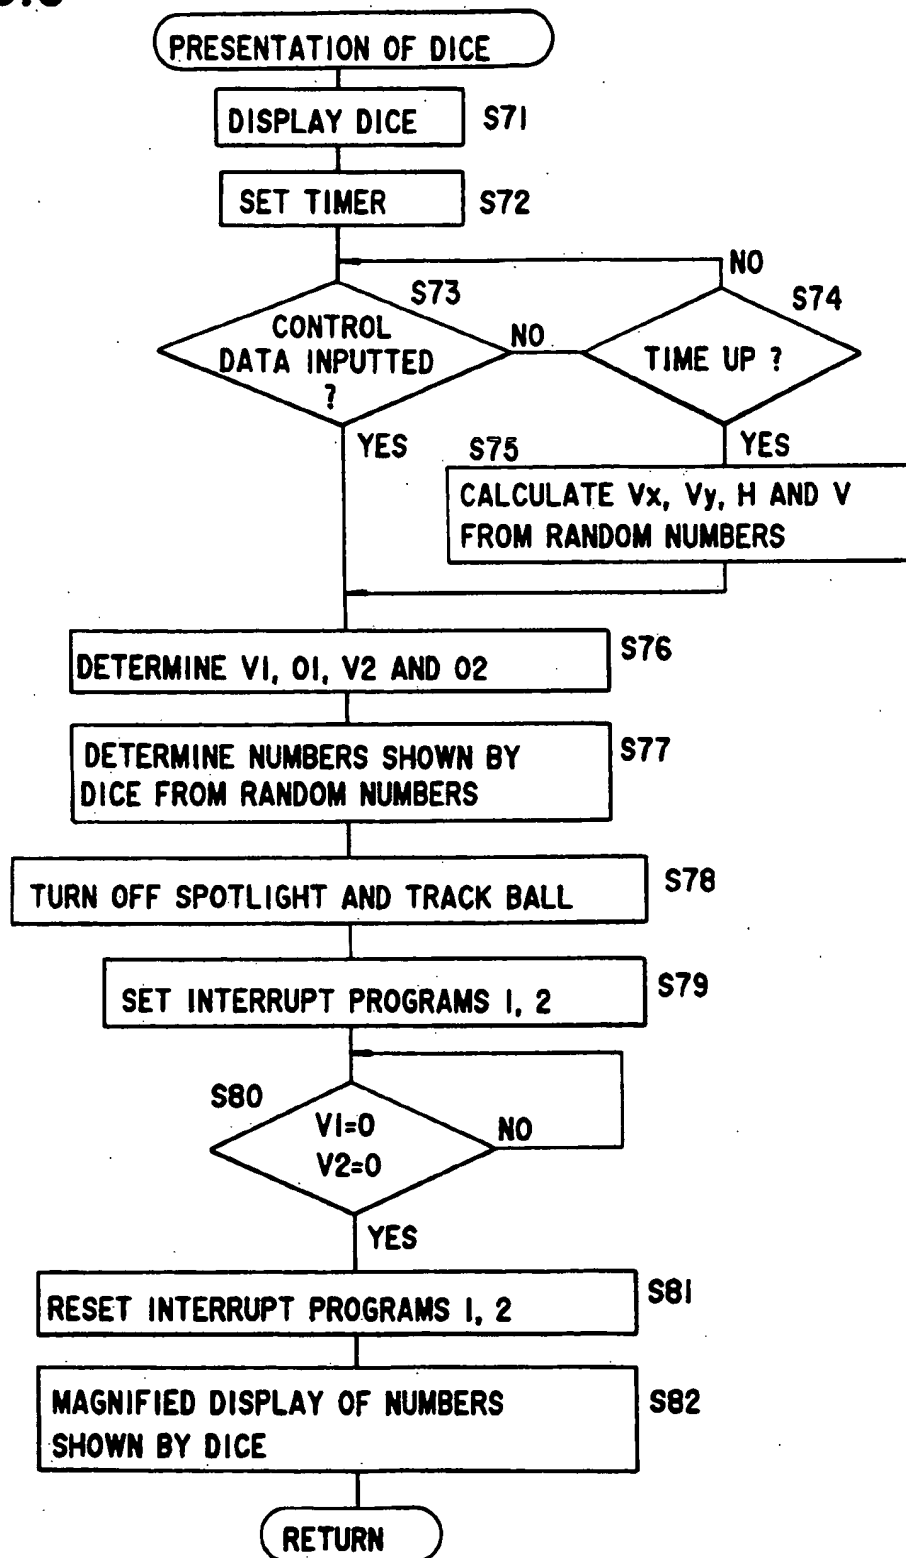 PRESENTATION OF DICE
DISPLAY DICE
S71
SET TIMER
S72
NO
S73
S74
CONTROL
DATA INPUTTED
?
NO
TIME UP ?
YES
S75
YES
CALCULATE Vx, Vy, H AND V
FROM RANDOM NUMBERS
S76
DETERMINE V1, O1, V2 AND O2
S77
DETERMINE NUMBERS SHOWN BY
DICE FROM RANDOM NUMBERS
TURN OFF SPOTLIGHT AND TRACK BALL
S78
SET INTERRUPT PROGRAMS 1, 2
S79
S80
V1=0
V2=0
NO
YES
RESET INTERRUPT PROGRAMS 1, 2
S81
MAGNIFIED DISPLAY OF NUMBERS
SHOWN BY DICE
S82
RETURN